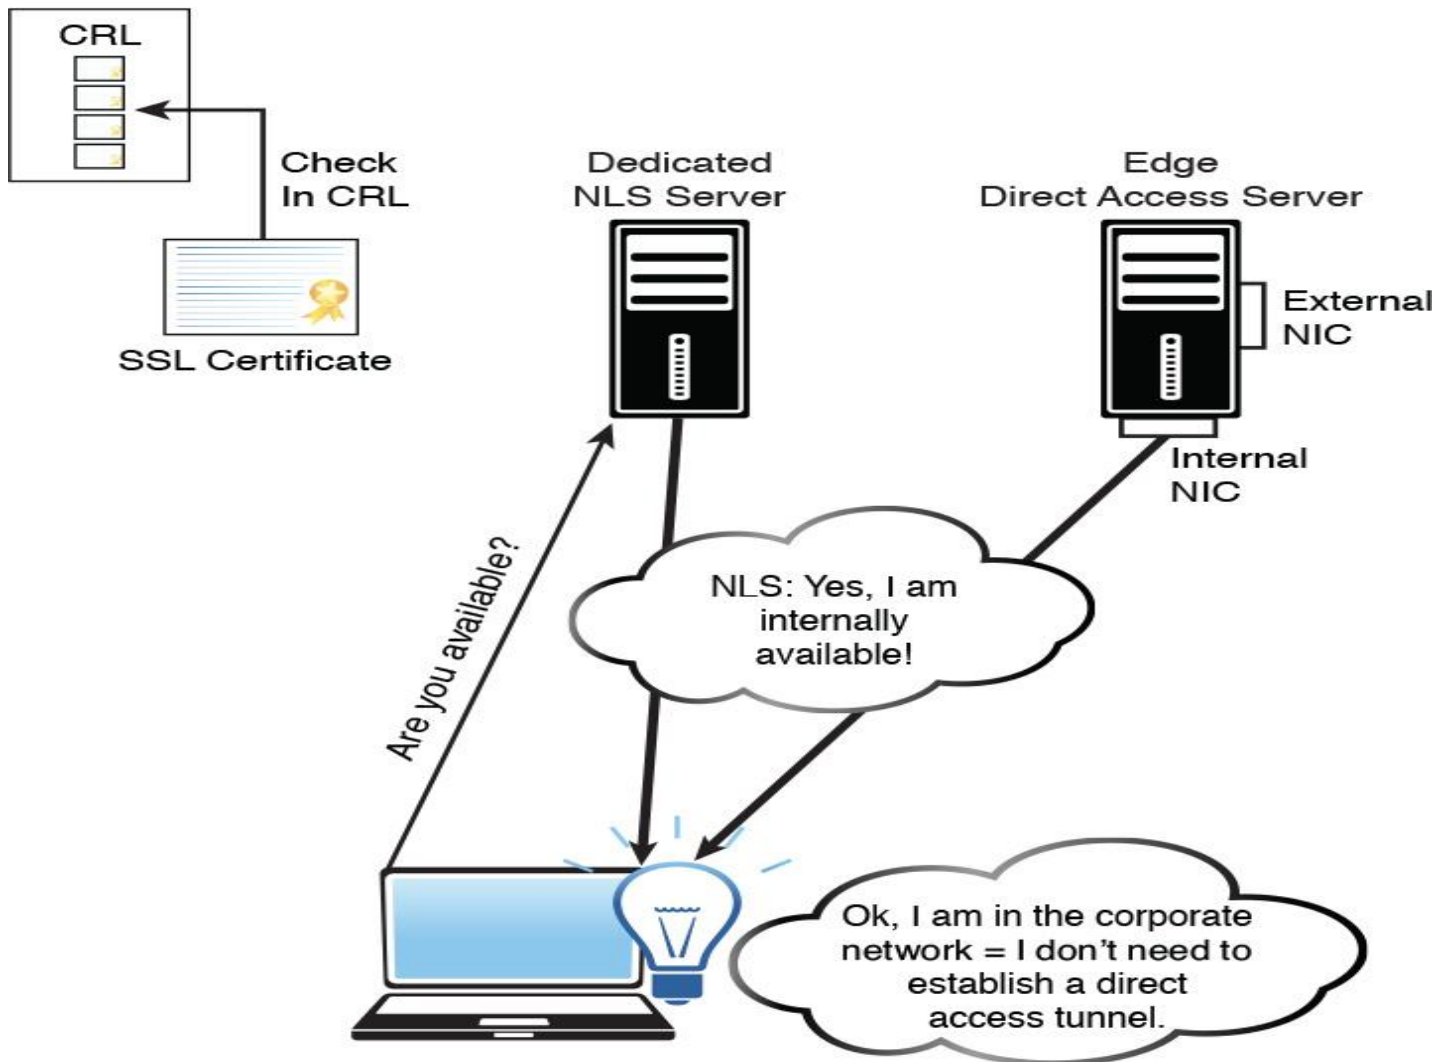 CRL
Check
In CRL
SSL Certificate
Dedicated
NLS Server
Edge
Direct Access Server
External
NIC
Internal
NIC
Are you available?
NLS: Yes, I am
internally
available!
Ok, I am in the corporate
network = I don't need to
establish a direct
access tunnel.